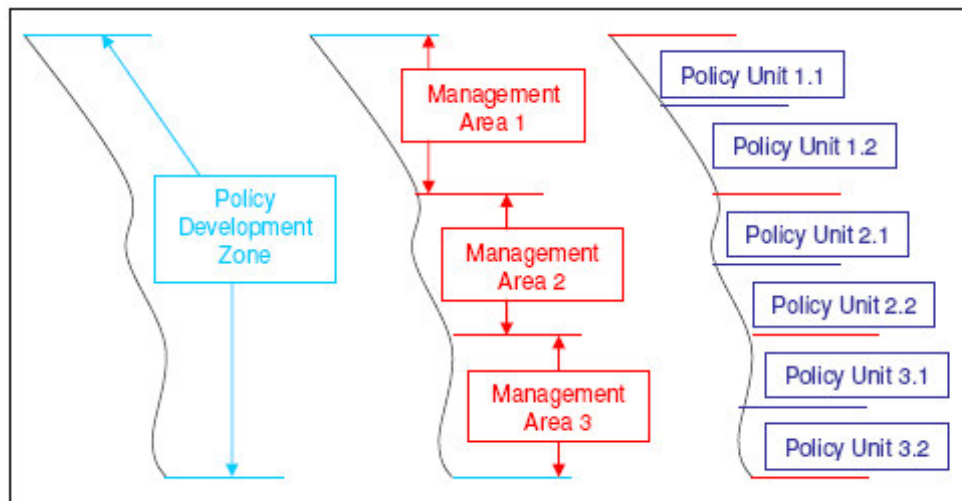 Policy
Development
Zone
Management
Area 1
Management
Area 2
Management
Area 3
Policy Unit 1.1
Policy Unit 1.2
Policy Unit 2.1
Policy Unit 2.2
Policy Unit 3.1
Policy Unit 3.2